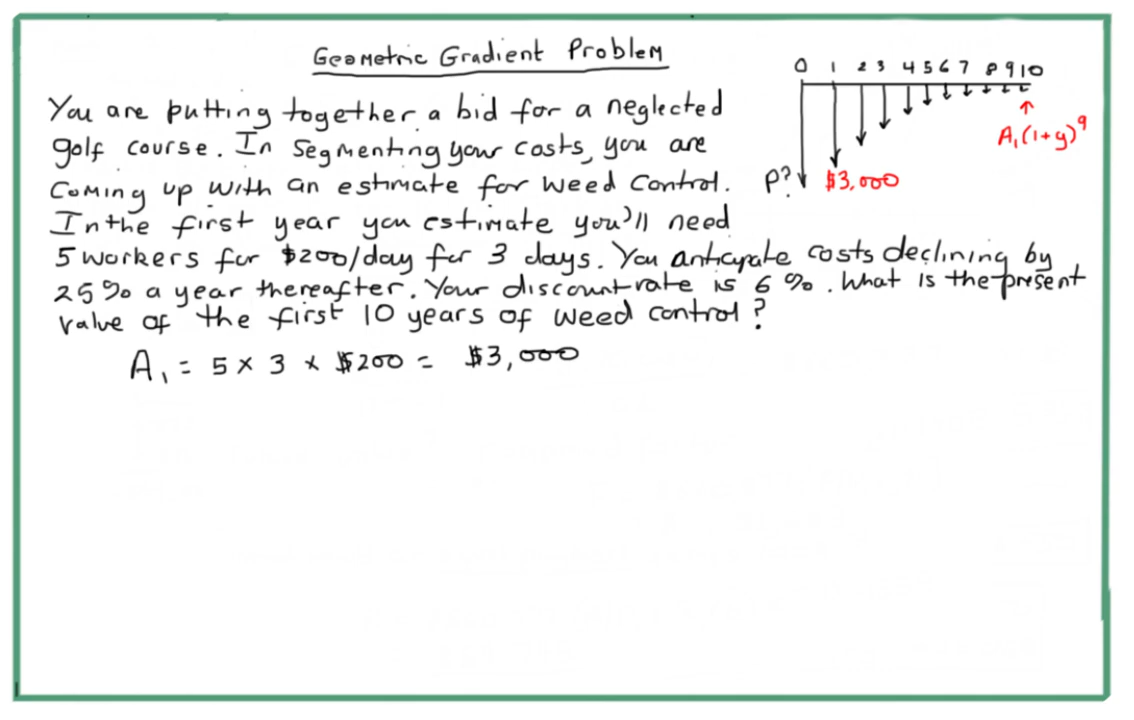 Geometric Gradient Problem
0 1 2 3 4 5 6 7 8 9 10
You are putting together a bid for a neglected
golf course. In segmenting your costs, you are
coming up with an estimate for weed control.
In the first year you estimate you'll need
5 workers for $200/day for 3 days. You anticipate costs declining by
25% a year thereafter. Your discount rate is 6%. What is the present
value of the first 10 years of weed control?
P? $3,000
A₁(1+g)⁹
A₁ = 5 × 3 × $200 = $3,000